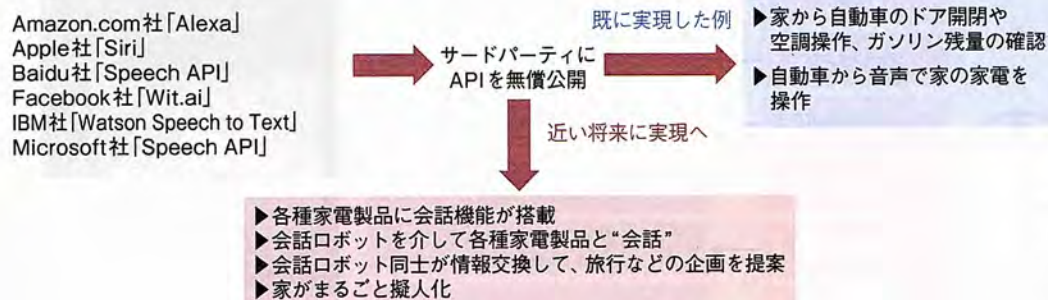 Amazon.com社「Alexa」
Apple社「Siri」
Baidu社「Speech API」
Facebook社「Wit.ai」
IBM社「Watson Speech to Text」
Microsoft社「Speech API」
サードパーティに
APIを無償公開
既に実現した例
▶家から自動車のドア開閉や
空調操作、ガソリン残量の確認
▶自動車から音声で家の家電を
操作
近い将来に実現へ
▶各種家電製品に会話機能が搭載
▶会話ロボットを介して各種家電製品と“会話”
▶会話ロボット同士が情報交換して、旅行などの企画を提案
▶家がまるごと擬人化